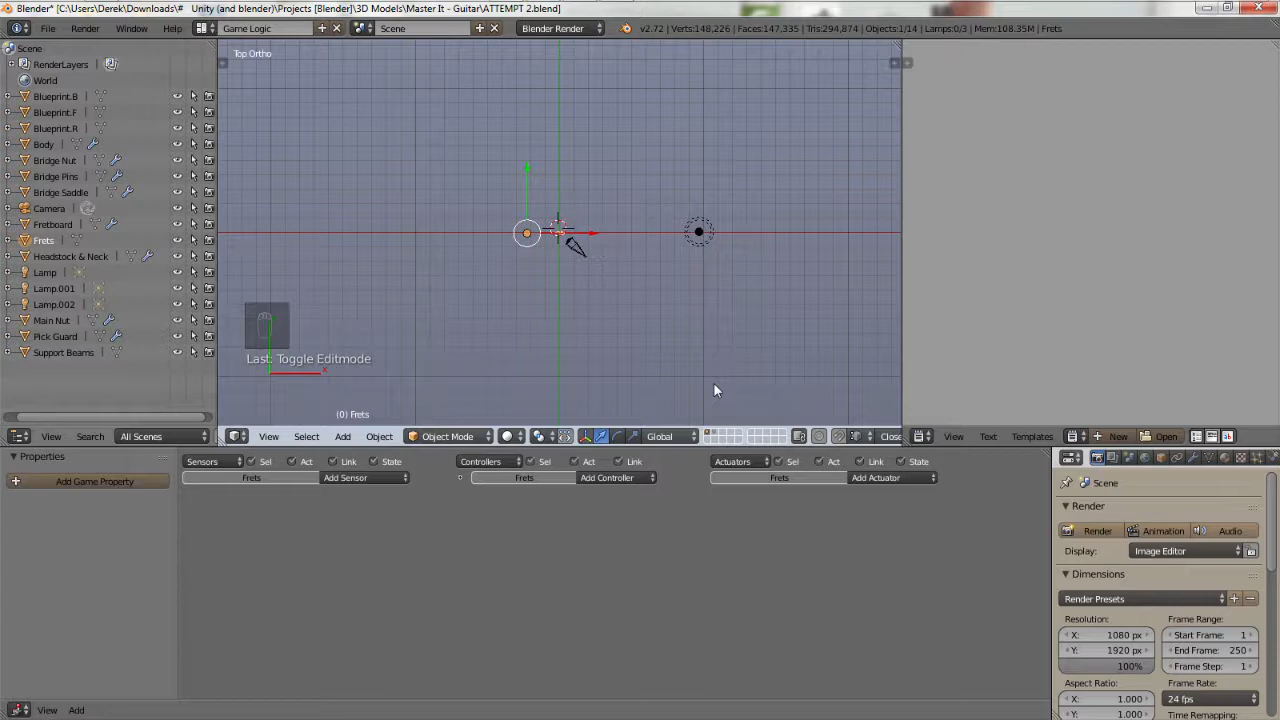 Blender* [C:\Users\Derek\Downloads\# Unity (and blender)\Projects [Blender]\3D Models\Master It - Guitar\ATTEMPT 2.blend]
File Render Window Help Game Logic Scene Blender Render v2.72 | Verts:148,226 | Faces:147,335 | Tris:294,874 | Objects:1/14 | Lamps:0/3 | Mem:108.35M | Frets
Scene
RenderLayers
World
Blueprint.B
Blueprint.F
Blueprint.R
Body
Bridge Nut
Bridge Pins
Bridge Saddle
Camera
Fretboard
Frets
Headstock & Neck
Lamp
Lamp.001
Lamp.002
Main Nut
Pick Guard
Support Beams
Top Ortho
Last: Toggle Editmode
x
(0) Frets
View Search All Scenes
View Select Add Object Object Mode Global Close
View Text Templates New Open
Properties
Add Game Property
Sensors Sel Act Link State
Frets Add Sensor
Controllers Sel Act Link
Frets Add Controller
Actuators Sel Act Link State
Frets Add Actuator
Scene
Render
Render Animation Audio
Display: Image Editor
Dimensions
Render Presets
Resolution: Frame Range:
X: 1080 px Start Frame: 1
Y: 1920 px End Frame: 250
100% Frame Step: 1
Aspect Ratio: Frame Rate:
X: 1.000 24 fps
Y: 1.000 Time Remapping:
View Add